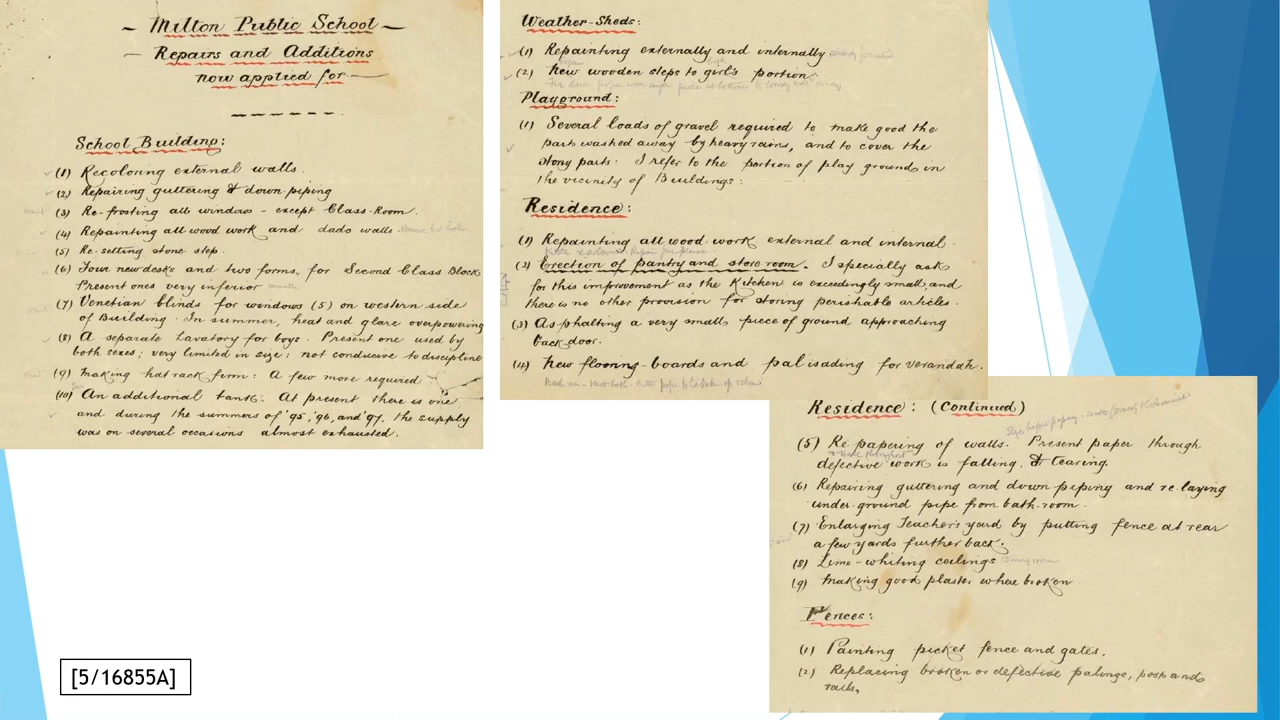 Milton Public School
Repairs and Additions
now applied for
School Building:
(1) Recoloring external walls.
(2) Repairing guttering & down piping
(3) Re-frosting all windows - except Class-Room.
(4) Repainting all wood work and dado walls.
(5) Re-setting stone step.
(6) Four new desks and two forms, for Second Class Block
Present ones very inferior
(7) Venetian blinds for windows (5) on western side
of Building. In summer, heat and glare overpowering
(8) A separate Lavatory for boys. Present one used by
both sexes; very limited in size: not conducive to discipline
(9) Making hat rack firm: A few more required
(10) An additional tank: At present there is one
and during the summers of '95, '96, and '97, the supply
was on several occasions almost exhausted.
Weather-Sheds:
(1) Repainting externally and internally
(2) New wooden steps to girl's portion.
Playground:
(1) Several loads of gravel required to make good the
parts washed away by heavy rains, and to cover the
stony parts: I refer to the portion of play grounds in
the vicinity of Buildings:
Residence:
(1) Repainting all wood-work external and internal.
(2) Erection of pantry and store room. I specially ask
for this improvement as the Kitchen is exceedingly small, and
there is no other provision for storing perishable articles.
(3) Asphalting a very small piece of ground approaching
back door.
(4) New flooring-boards and palisading for verandah.
Residence: (Continued)
(5) Re papering of walls. Present paper through
defective work is falling, & tearing.
(6) Repairing guttering and down piping and re.laying
under-ground pipe from bath-room.
(7) Enlarging Teacher's yard by putting fence at rear
a few yards further back.
(8) Lime-whiting ceilings
(9) Making good plaster where broken
Fences:
(1) Painting picket fence and gates.
(2) Replacing broken or defective palings, posts and
rails,
[5/16855A]